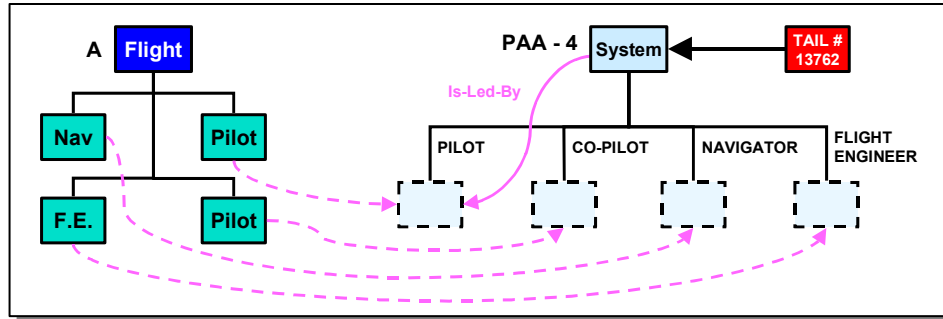 A
Flight
PAA - 4
System
TAIL #
13762
Is-Led-By
Nav
Pilot
PILOT
CO-PILOT
NAVIGATOR
FLIGHT
ENGINEER
F.E.
Pilot